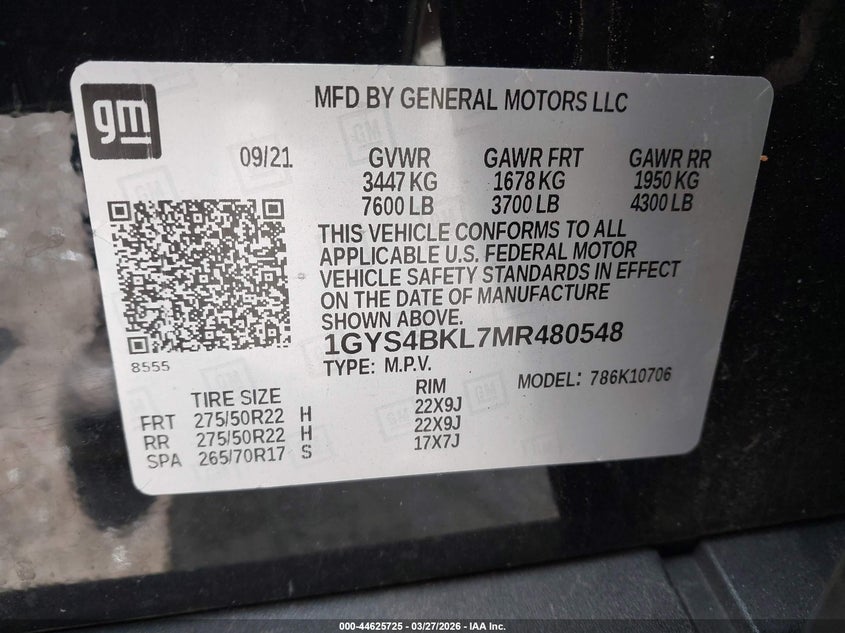 gm
MFD BY GENERAL MOTORS LLC
09/21
GVWR GAWR FRT GAWR RR
3447 KG 1678 KG 1950 KG
7600 LB 3700 LB 4300 LB
THIS VEHICLE CONFORMS TO ALL
APPLICABLE U.S. FEDERAL MOTOR
VEHICLE SAFETY STANDARDS IN EFFECT
ON THE DATE OF MANUFACTURE
SHOWN ABOVE.
1GYS4BKL7MR480548
8555
TYPE: M.P.V.
MODEL: 786K10706
TIRE SIZE RIM
FRT 275/50R22 H 22X9J
RR 275/50R22 H 22X9J
SPA 265/70R17 S 17X7J
000-44625725 - 03/27/2026 - IAA Inc.